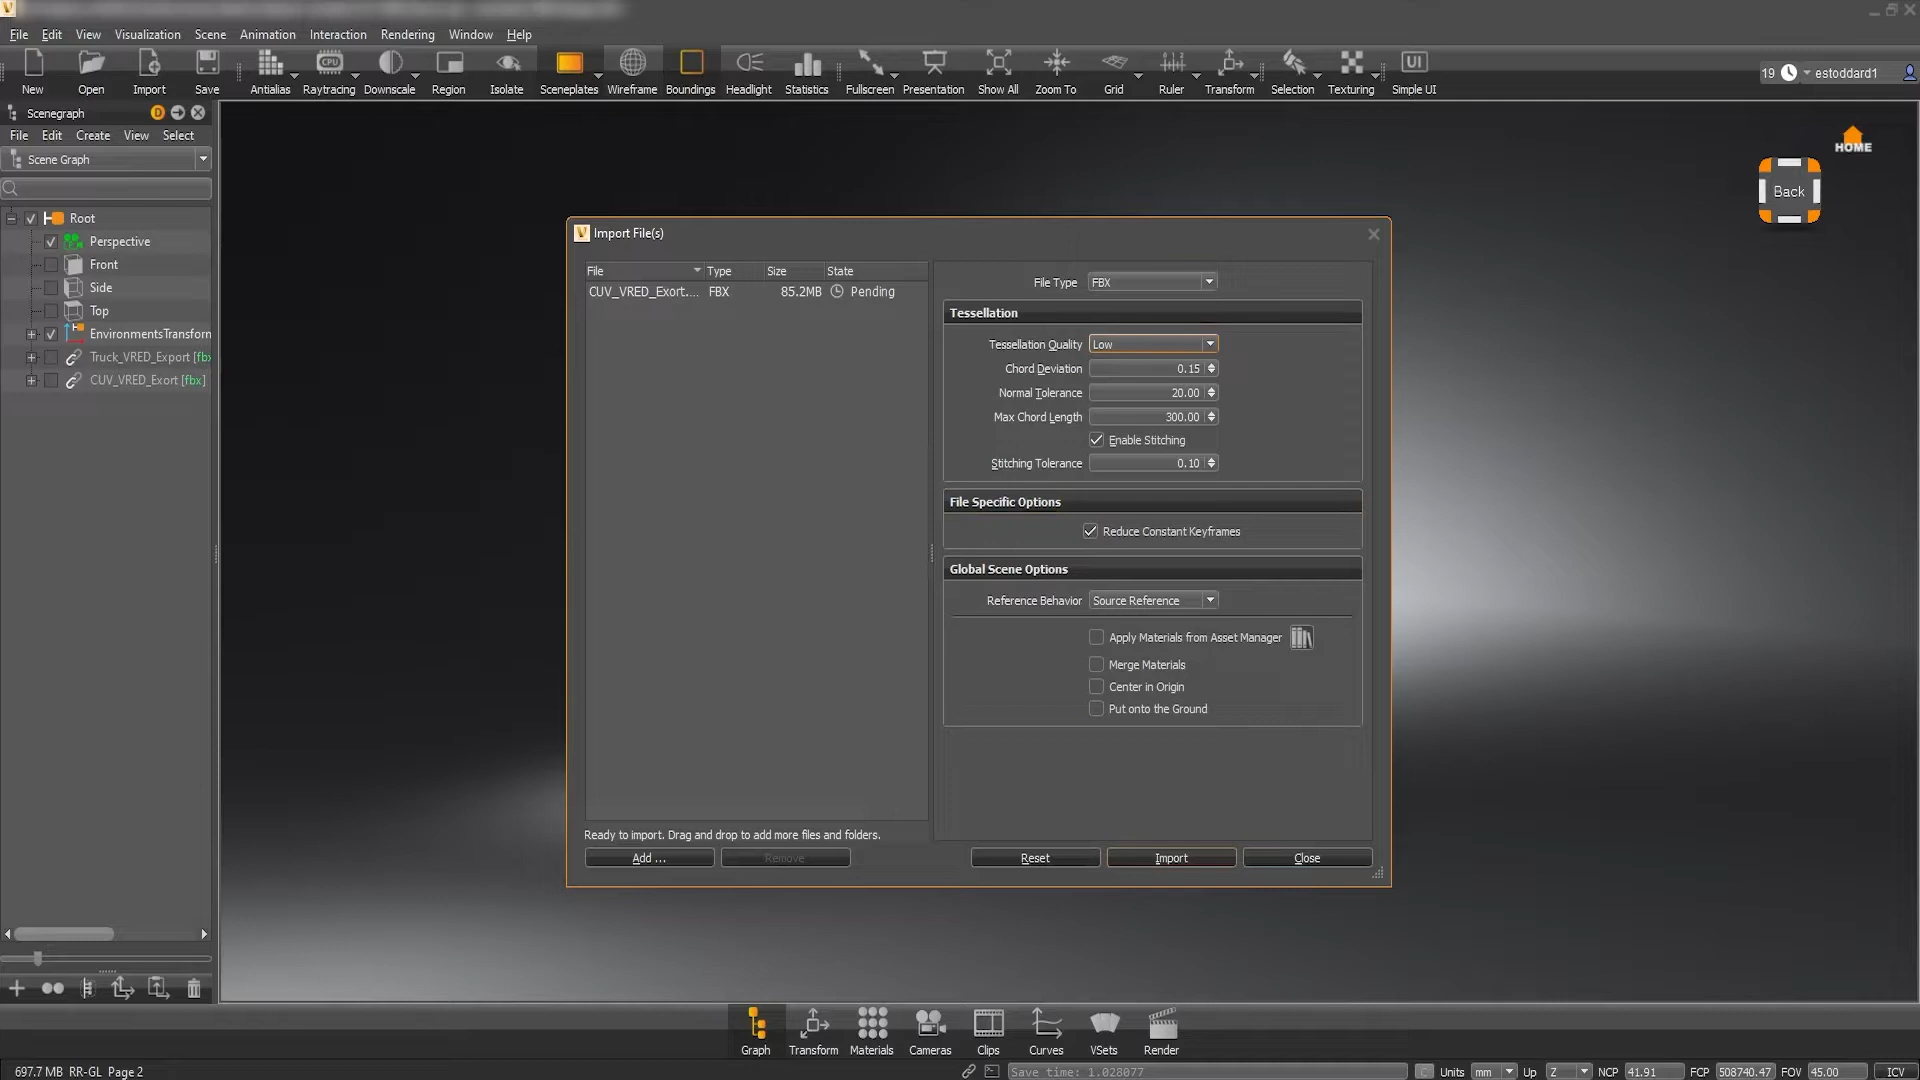 File Edit View Visualization Scene Animation Interaction Rendering Window Help
New Open Import Save Antialias Raytracing Downscale Region Isolate Sceneplates Wireframe Boundings Headlight Statistics Fullscreen Presentation Show All Zoom To Grid Ruler Transform Selection Texturing Simple UI
CPU
UI
19 estoddard1
Scenegraph
D
File Edit Create View Select
Scene Graph
Root
Perspective
Front
Side
Top
EnvironmentsTransform
Truck_VRED_Export [fbx
CUV_VRED_Exort [fbx]
HOME
Back
Import File(s)
File Type Size State
CUV_VRED_Exort.... FBX 85.2MB Pending
File Type FBX
Tessellation
Tessellation Quality Low
Chord Deviation 0.15
Normal Tolerance 20.00
Max Chord Length 300.00
Enable Stitching
Stitching Tolerance 0.10
File Specific Options
Reduce Constant Keyframes
Global Scene Options
Reference Behavior Source Reference
Apply Materials from Asset Manager
Merge Materials
Center in Origin
Put onto the Ground
Ready to import. Drag and drop to add more files and folders.
Add ... Remove Reset Import Close
Graph Transform Materials Cameras Clips Curves VSets Render
697.7 MB RR-GL Page 2
Save time: 1.028077
C Units mm Up Z NCP 41.91 FCP 508740.47 FOV 45.00 ICV